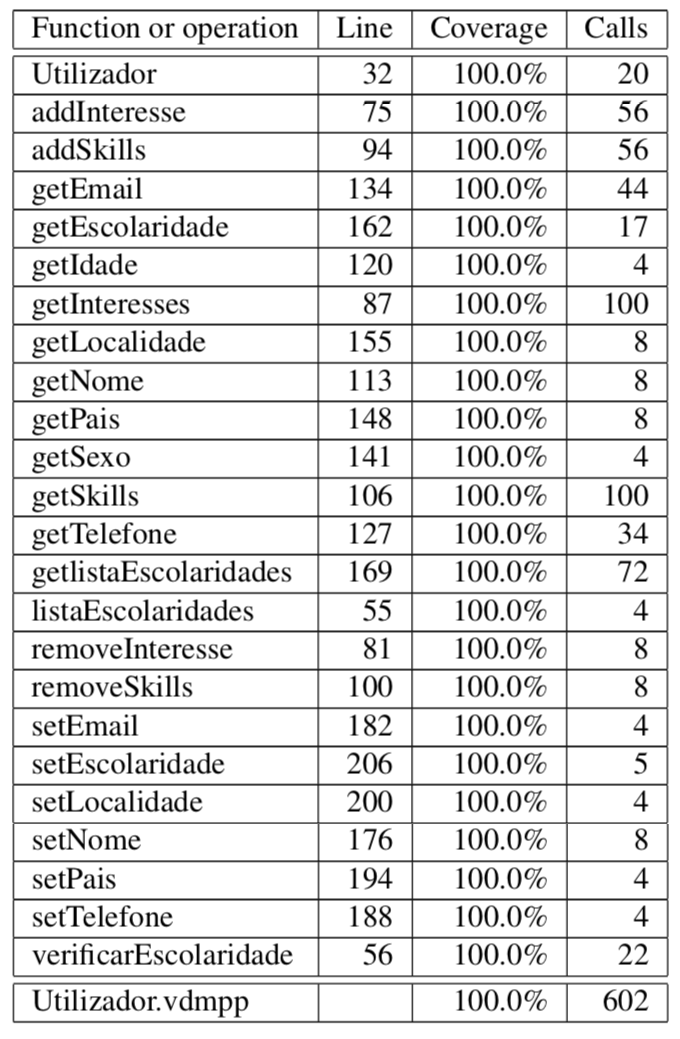 Function or operation Line Coverage Calls
Utilizador 32 100.0% 20
addInteresse 75 100.0% 56
addSkills 94 100.0% 56
getEmail 134 100.0% 44
getEscolaridade 162 100.0% 17
getIdade 120 100.0% 4
getInteresses 87 100.0% 100
getLocalidade 155 100.0% 8
getNome 113 100.0% 8
getPais 148 100.0% 8
getSexo 141 100.0% 4
getSkills 106 100.0% 100
getTelefone 127 100.0% 34
getlistaEscolaridades 169 100.0% 72
listaEscolaridades 55 100.0% 4
removeInteresse 81 100.0% 8
removeSkills 100 100.0% 8
setEmail 182 100.0% 4
setEscolaridade 206 100.0% 5
setLocalidade 200 100.0% 4
setNome 176 100.0% 8
setPais 194 100.0% 4
setTelefone 188 100.0% 4
verificarEscolaridade 56 100.0% 22
Utilizador.vdmpp 100.0% 602